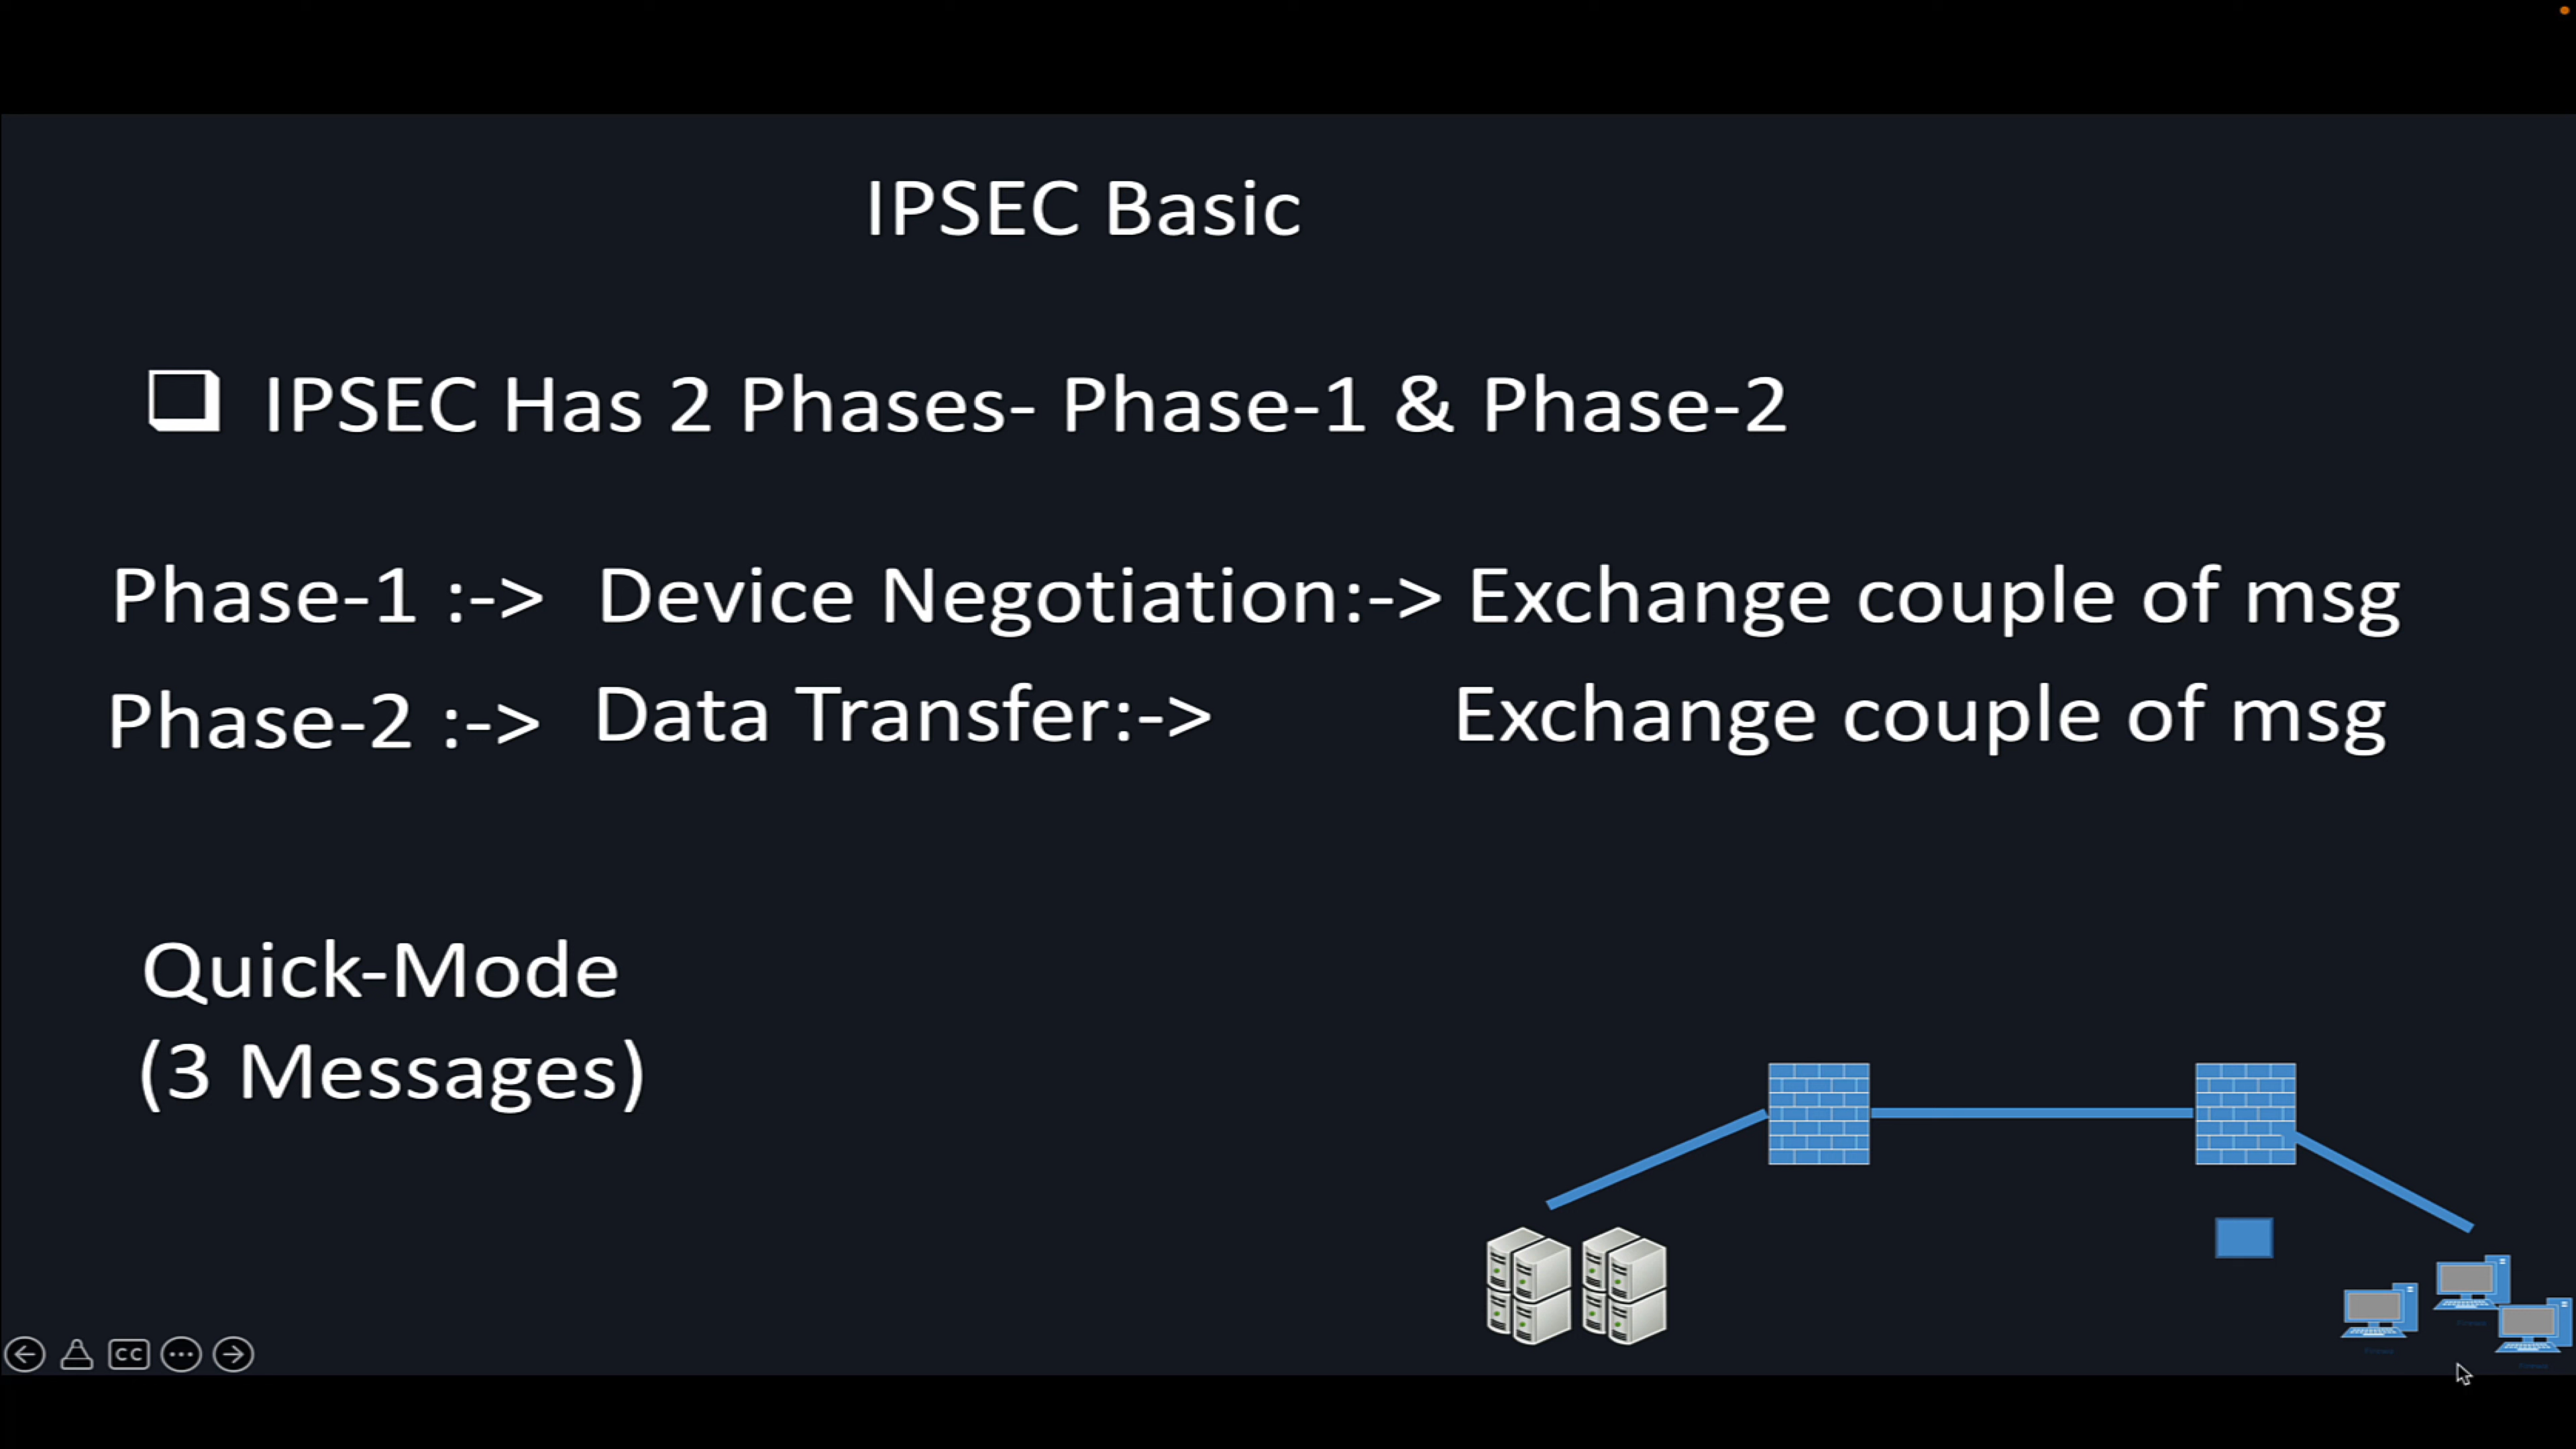 IPSEC Basic
IPSEC Has 2 Phases- Phase-1 & Phase-2
Phase-1 :-> Device Negotiation:-> Exchange couple of msg
Phase-2 :-> Data Transfer:-> Exchange couple of msg
Quick-Mode
(3 Messages)
CC